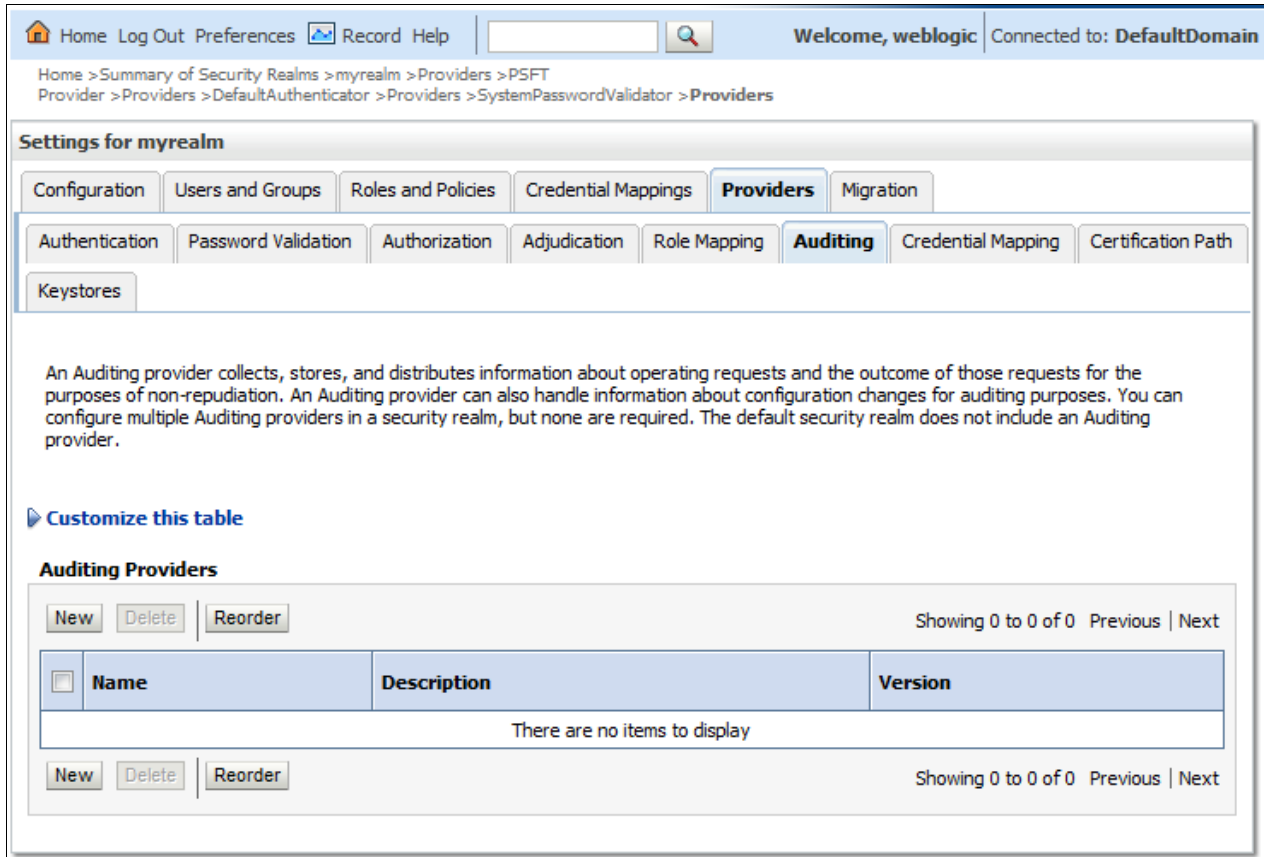 Home Log Out Preferences Record Help Welcome, weblogic Connected to: DefaultDomain
Home >Summary of Security Realms >myrealm >Providers >PSFT
Provider >Providers >DefaultAuthenticator >Providers >SystemPasswordValidator >Providers
Settings for myrealm
Configuration Users and Groups Roles and Policies Credential Mappings Providers Migration
Authentication Password Validation Authorization Adjudication Role Mapping Auditing Credential Mapping Certification Path
Keystores
An Auditing provider collects, stores, and distributes information about operating requests and the outcome of those requests for the
purposes of non-repudiation. An Auditing provider can also handle information about configuration changes for auditing purposes. You can
configure multiple Auditing providers in a security realm, but none are required. The default security realm does not include an Auditing
provider.
Customize this table
Auditing Providers
New Delete Reorder Showing 0 to 0 of 0 Previous | Next
Name Description Version
There are no items to display
New Delete Reorder Showing 0 to 0 of 0 Previous | Next